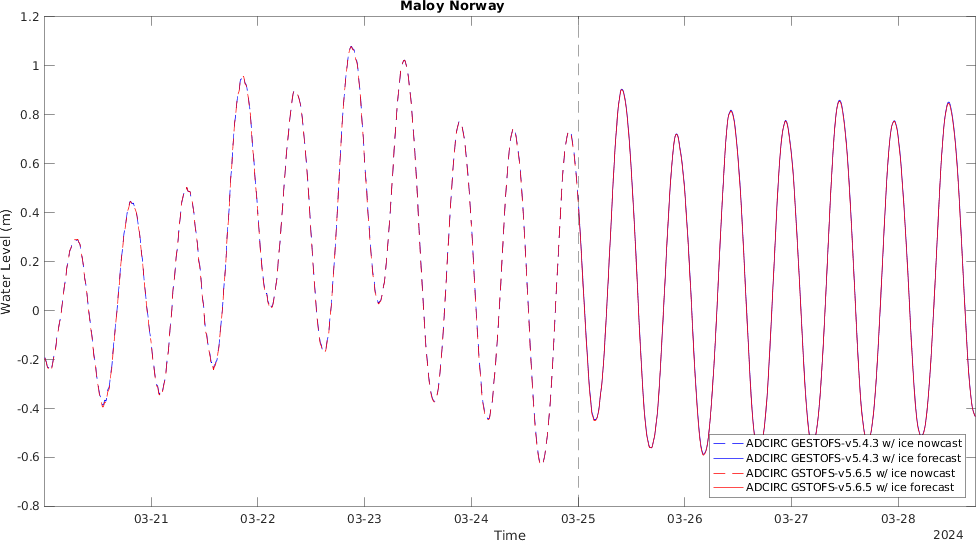 Maloy Norway
1.2
1
0.8
0.6
0.4
0.2
0
-0.2
-0.4
-0.6
-0.8
Water Level (m)
ADCIRC GESTOFS-v5.4.3 w/ ice nowcast
ADCIRC GESTOFS-v5.4.3 w/ ice forecast
ADCIRC GSTOFS-v5.6.5 w/ ice nowcast
ADCIRC GSTOFS-v5.6.5 w/ ice forecast
03-21 03-22 03-23 03-24 03-25 03-26 03-27 03-28
Time
2024